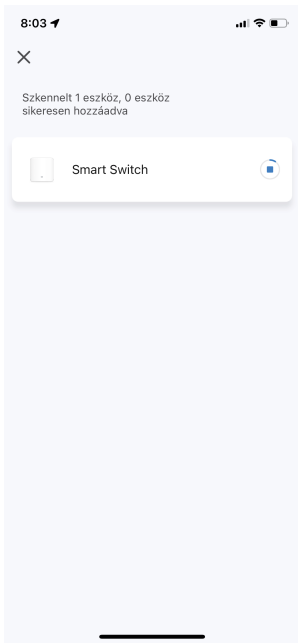 8:03
Szkennelt 1 eszköz, 0 eszköz
sikeresen hozzáadva
Smart Switch